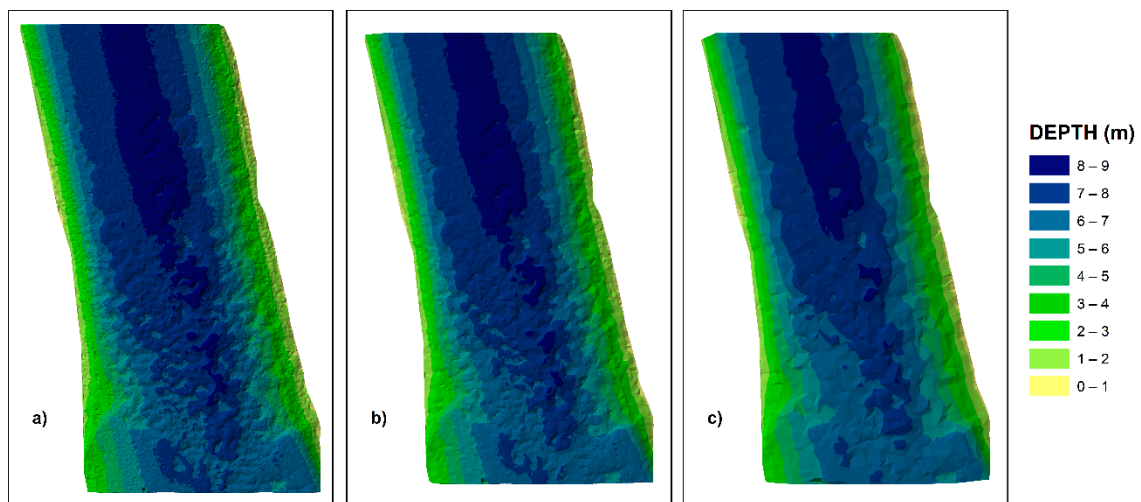 a)
b)
c)
DEPTH (m)
8 – 9
7 – 8
6 – 7
5 – 6
4 – 5
3 – 4
2 – 3
1 – 2
0 – 1